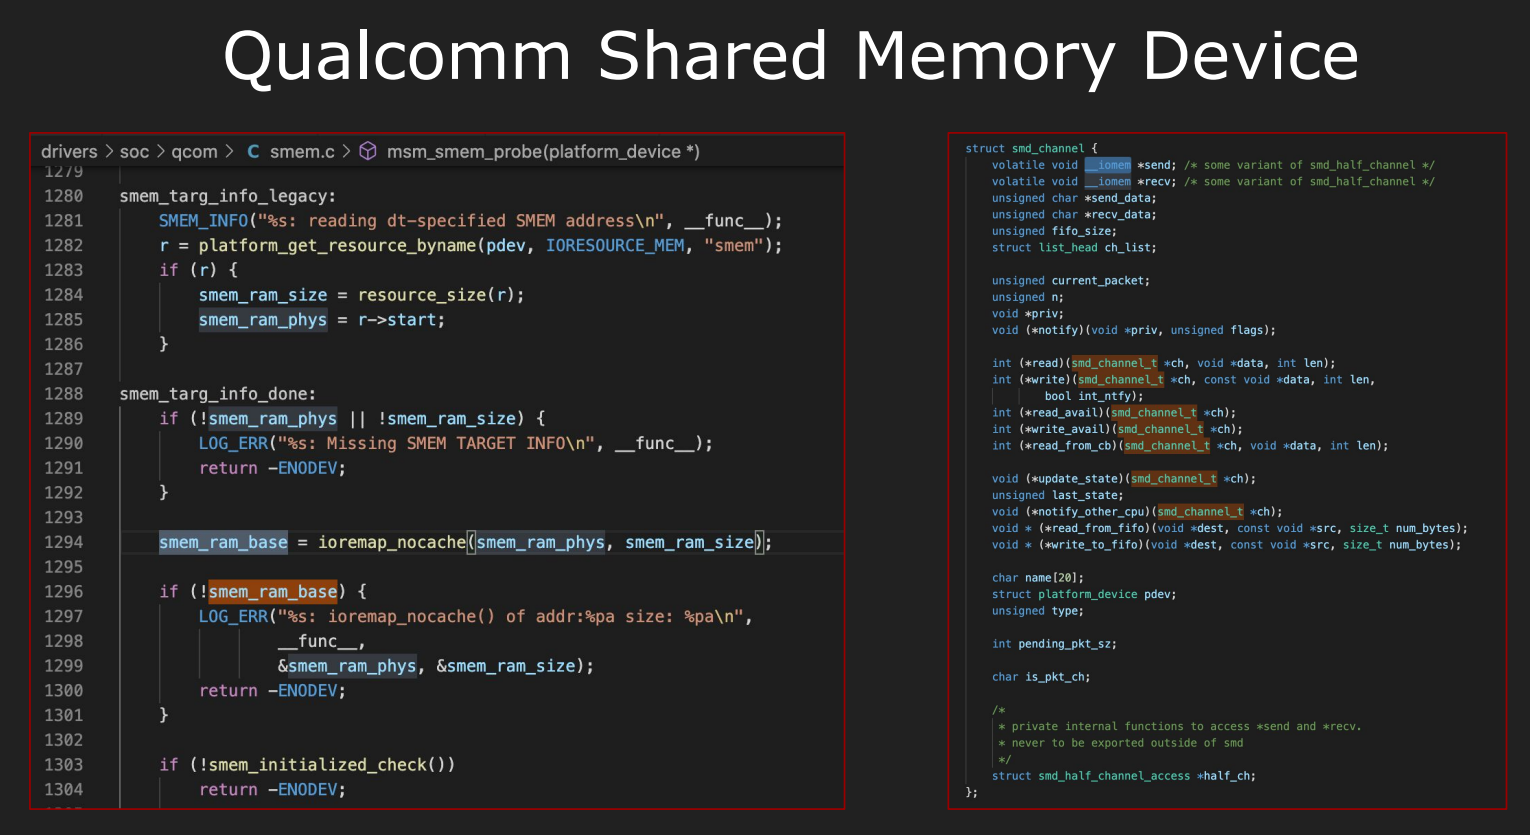 Qualcomm Shared Memory Device
drivers > soc > qcom > C smem.c > msm_smem_probe(platform_device *)
1279
1280 smem_targ_info_legacy:
1281 SMEM_INFO("%s: reading dt-specified SMEM address\n", __func__);
1282 r = platform_get_resource_byname(pdev, IORESOURCE_MEM, "smem");
1283 if (r) {
1284 smem_ram_size = resource_size(r);
1285 smem_ram_phys = r->start;
1286 }
1287
1288 smem_targ_info_done:
1289 if (!smem_ram_phys || !smem_ram_size) {
1290 LOG_ERR("%s: Missing SMEM TARGET INFO\n", __func__);
1291 return -ENODEV;
1292 }
1293
1294 smem_ram_base = ioremap_nocache(smem_ram_phys, smem_ram_size);
1295
1296 if (!smem_ram_base) {
1297 LOG_ERR("%s: ioremap_nocache() of addr:%pa size: %pa\n",
1298 __func__,
1299 &smem_ram_phys, &smem_ram_size);
1300 return -ENODEV;
1301 }
1302
1303 if (!smem_initialized_check())
1304 return -ENODEV;
struct smd_channel {
volatile void __iomem *send; /* some variant of smd_half_channel */
volatile void __iomem *recv; /* some variant of smd_half_channel */
unsigned char *send_data;
unsigned char *recv_data;
unsigned fifo_size;
struct list_head ch_list;
unsigned current_packet;
unsigned n;
void *priv;
void (*notify)(void *priv, unsigned flags);
int (*read)(smd_channel_t *ch, void *data, int len);
int (*write)(smd_channel_t *ch, const void *data, int len,
bool int_ntfy);
int (*read_avail)(smd_channel_t *ch);
int (*write_avail)(smd_channel_t *ch);
int (*read_from_cb)(smd_channel_t *ch, void *data, int len);
void (*update_state)(smd_channel_t *ch);
unsigned last_state;
void (*notify_other_cpu)(smd_channel_t *ch);
void * (*read_from_fifo)(void *dest, const void *src, size_t num_bytes);
void * (*write_to_fifo)(void *dest, const void *src, size_t num_bytes);
char name[20];
struct platform_device pdev;
unsigned type;
int pending_pkt_sz;
char is_pkt_ch;
/*
* private internal functions to access *send and *recv.
* never to be exported outside of smd
*/
struct smd_half_channel_access *half_ch;
};